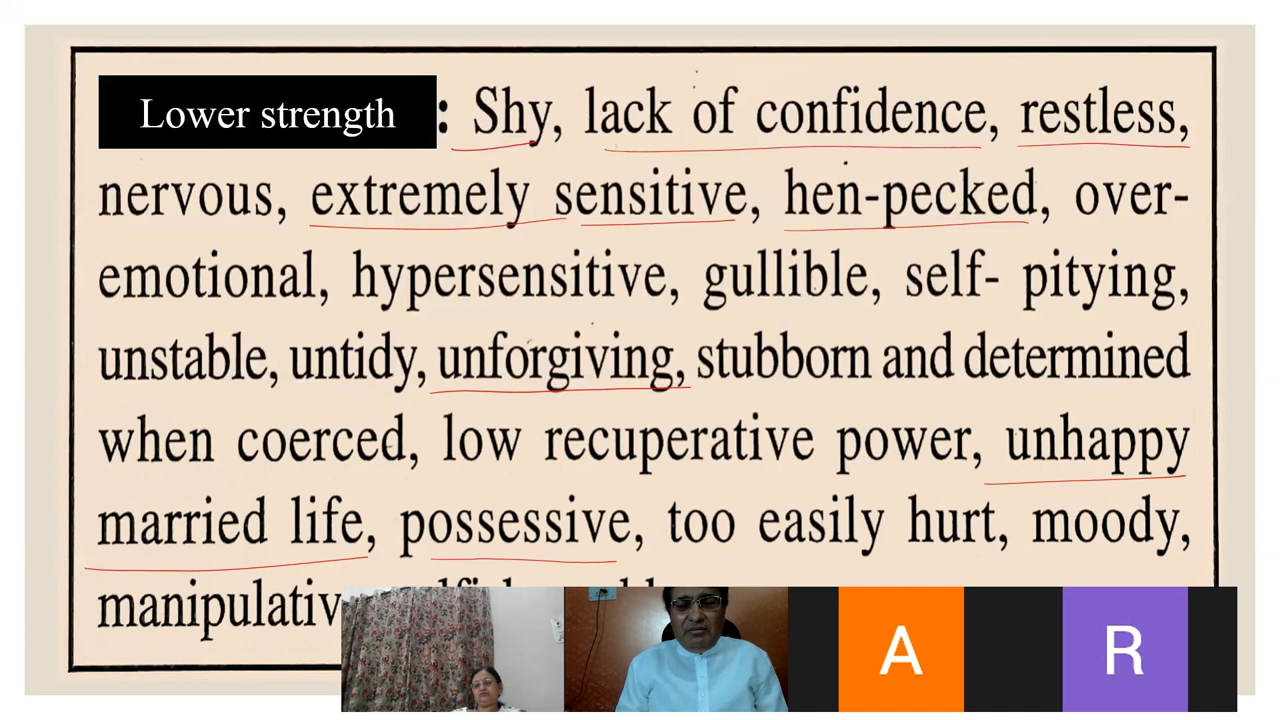 Lower strength : Shy, lack of confidence, restless,
nervous, extremely sensitive, hen-pecked, over-
emotional, hypersensitive, gullible, self- pitying,
unstable, untidy, unforgiving, stubborn and determined
when coerced, low recuperative power, unhappy
married life, possessive, too easily hurt, moody,
A R